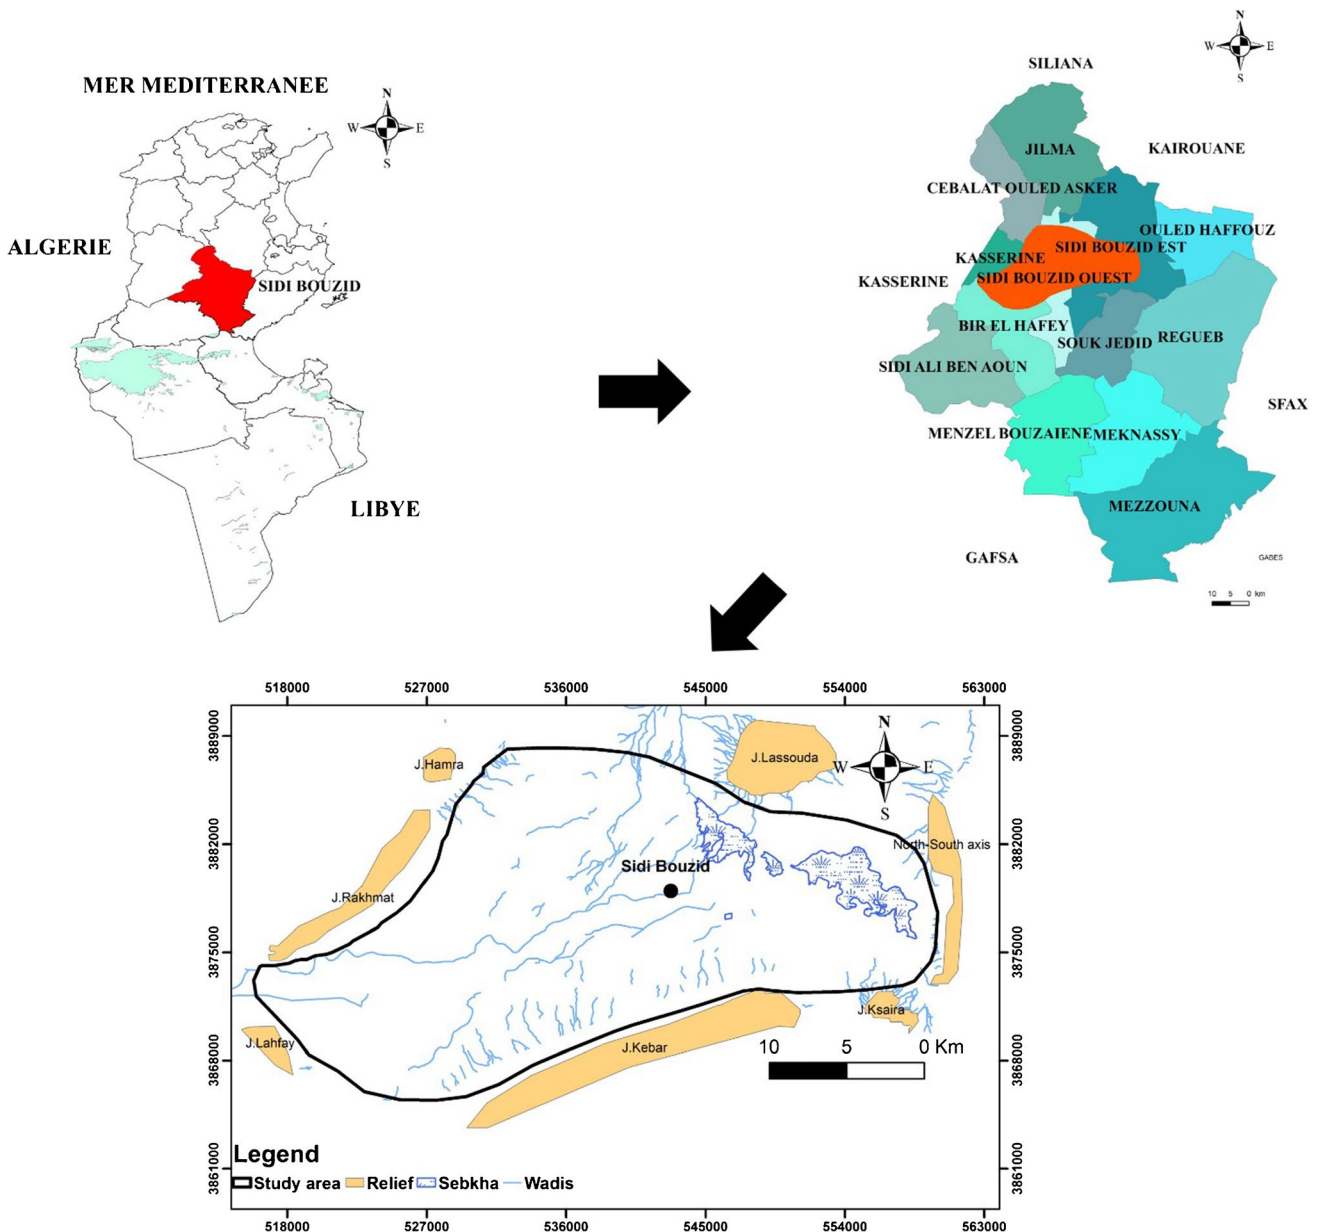 MER MEDITERRANEE
N
W
E
S
ALGERIE
SIDI BOUZID
LIBYE
N
W
E
S
SILIANA
JILMA
KAIROUANE
CEBALAT OULED ASKER
OULED HAFFOUZ
SIDI BOUZID EST
KASSERINE
SIDI BOUZID OUEST
KASSERINE
BIR EL HAFEY
SOUK JEDID
REGUEB
SIDI ALI BEN AOUN
SFAX
MENZEL BOUZAIENE
MEKNASSY
MEZZOUNA
GAFSA
GABES
10 5 0 km
518000 527000 536000 545000 554000 563000
3889000
3882000
3875000
3868000
3861000
J.Hamra
J.Lassouda
N
W
E
S
North-South axis
Sidi Bouzid
J.Rakhmat
J.Ksaira
J.Lahfay
J.Kebar
10 5 0 Km
Legend
Study area Relief Sebkha Wadis
3889000
3882000
3875000
3868000
3861000
518000 527000 536000 545000 554000 563000